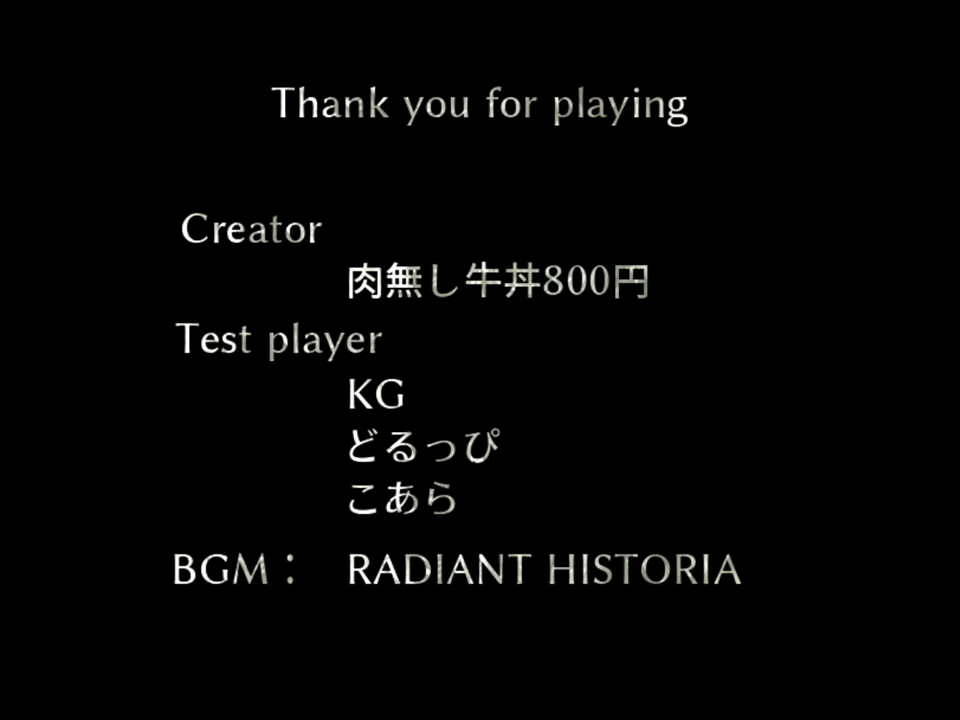 Thank you for playing
Creator
肉無し牛丼800円
Test player
KG
どるっぴ
こあら
BGM： RADIANT HISTORIA